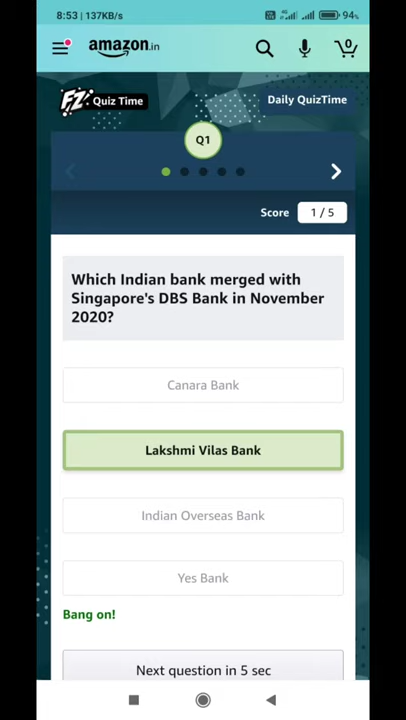 8:53 | 137KB/s
94%
amazon.in
0
FZ Quiz Time
Daily QuizTime
Q1
Score 1 / 5
Which Indian bank merged with
Singapore's DBS Bank in November
2020?
Canara Bank
Lakshmi Vilas Bank
Indian Overseas Bank
Yes Bank
Bang on!
Next question in 5 sec